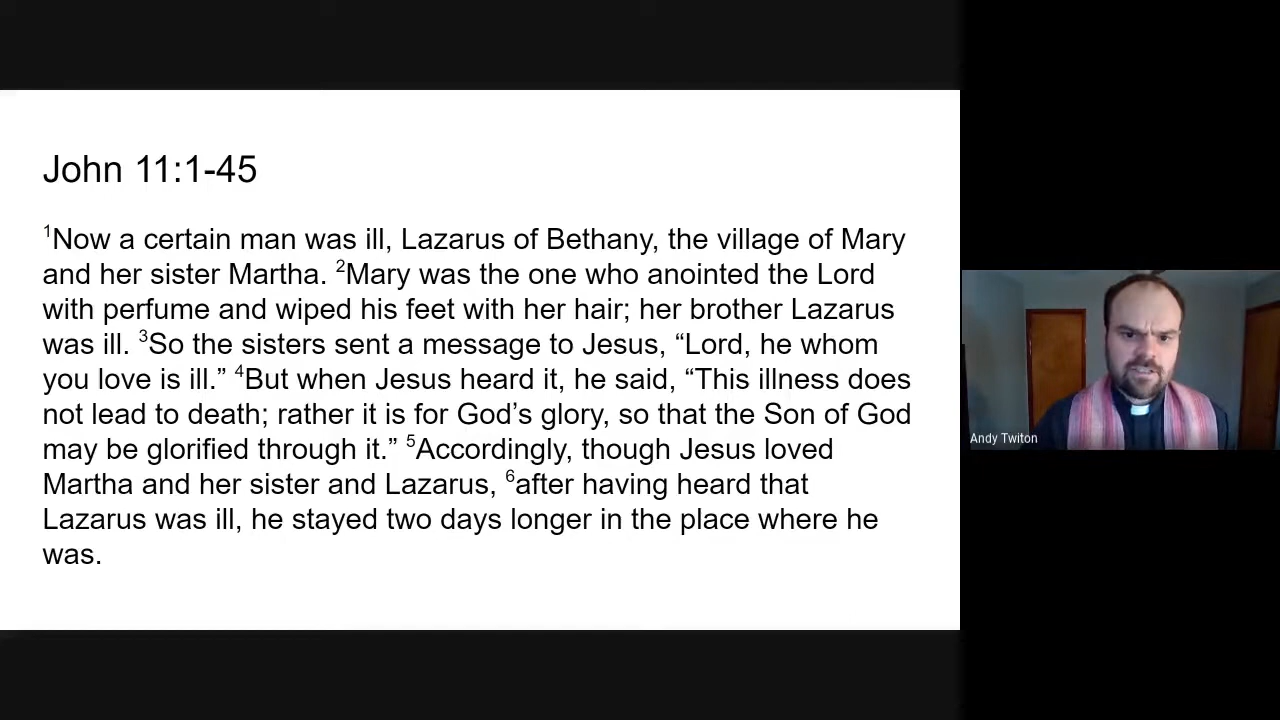 John 11:1-45
¹Now a certain man was ill, Lazarus of Bethany, the village of Mary
and her sister Martha. ²Mary was the one who anointed the Lord
with perfume and wiped his feet with her hair; her brother Lazarus
was ill. ³So the sisters sent a message to Jesus, “Lord, he whom
you love is ill.” ⁴But when Jesus heard it, he said, “This illness does
not lead to death; rather it is for God’s glory, so that the Son of God
may be glorified through it.” ⁵Accordingly, though Jesus loved
Martha and her sister and Lazarus, ⁶after having heard that
Lazarus was ill, he stayed two days longer in the place where he
was.
Andy Twiton